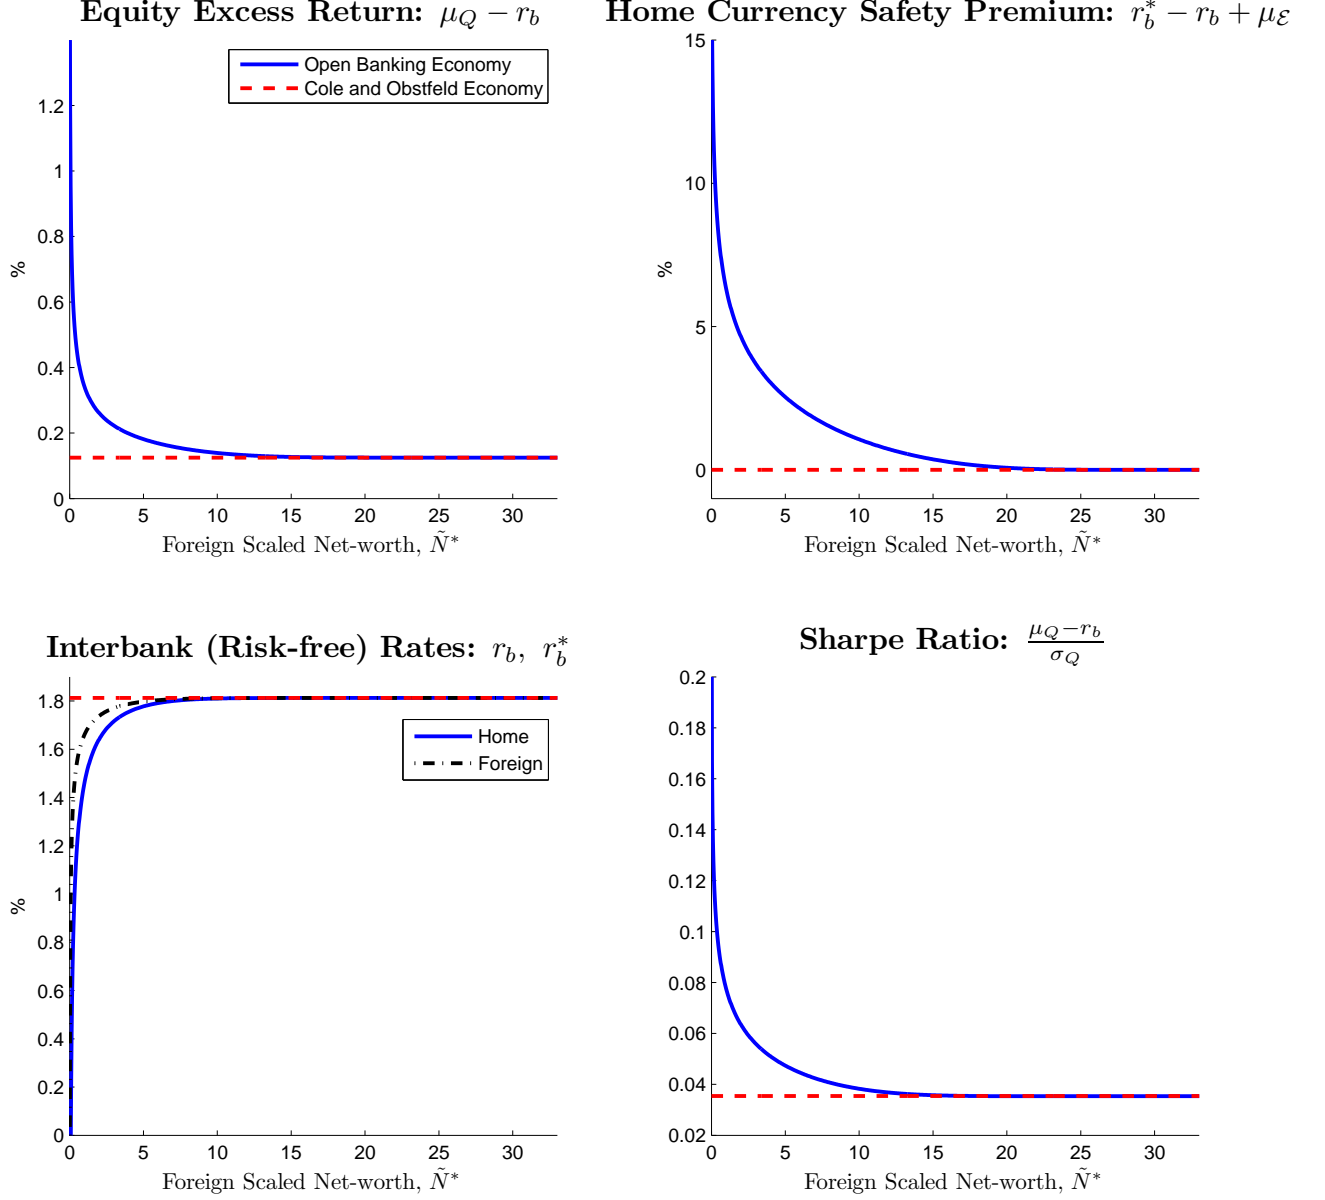 Equity Excess Return: μ_Q − r_b
Open Banking Economy
Cole and Obstfeld Economy
1.2
1
0.8
0.6
0.4
0.2
0
%
0 5 10 15 20 25 30
Foreign Scaled Net-worth, Ñ*
Home Currency Safety Premium: r_b^* − r_b + μ_ℰ
15
10
5
0
%
0 5 10 15 20 25 30
Foreign Scaled Net-worth, Ñ*
Interbank (Risk-free) Rates: r_b, r_b^*
Home
Foreign
1.8
1.6
1.4
1.2
1
0.8
0.6
0.4
0.2
0
%
0 5 10 15 20 25 30
Foreign Scaled Net-worth, Ñ*
Sharpe Ratio: \frac{μ_Q − r_b}{σ_Q}
0.2
0.18
0.16
0.14
0.12
0.1
0.08
0.06
0.04
0.02
0 5 10 15 20 25 30
Foreign Scaled Net-worth, Ñ*